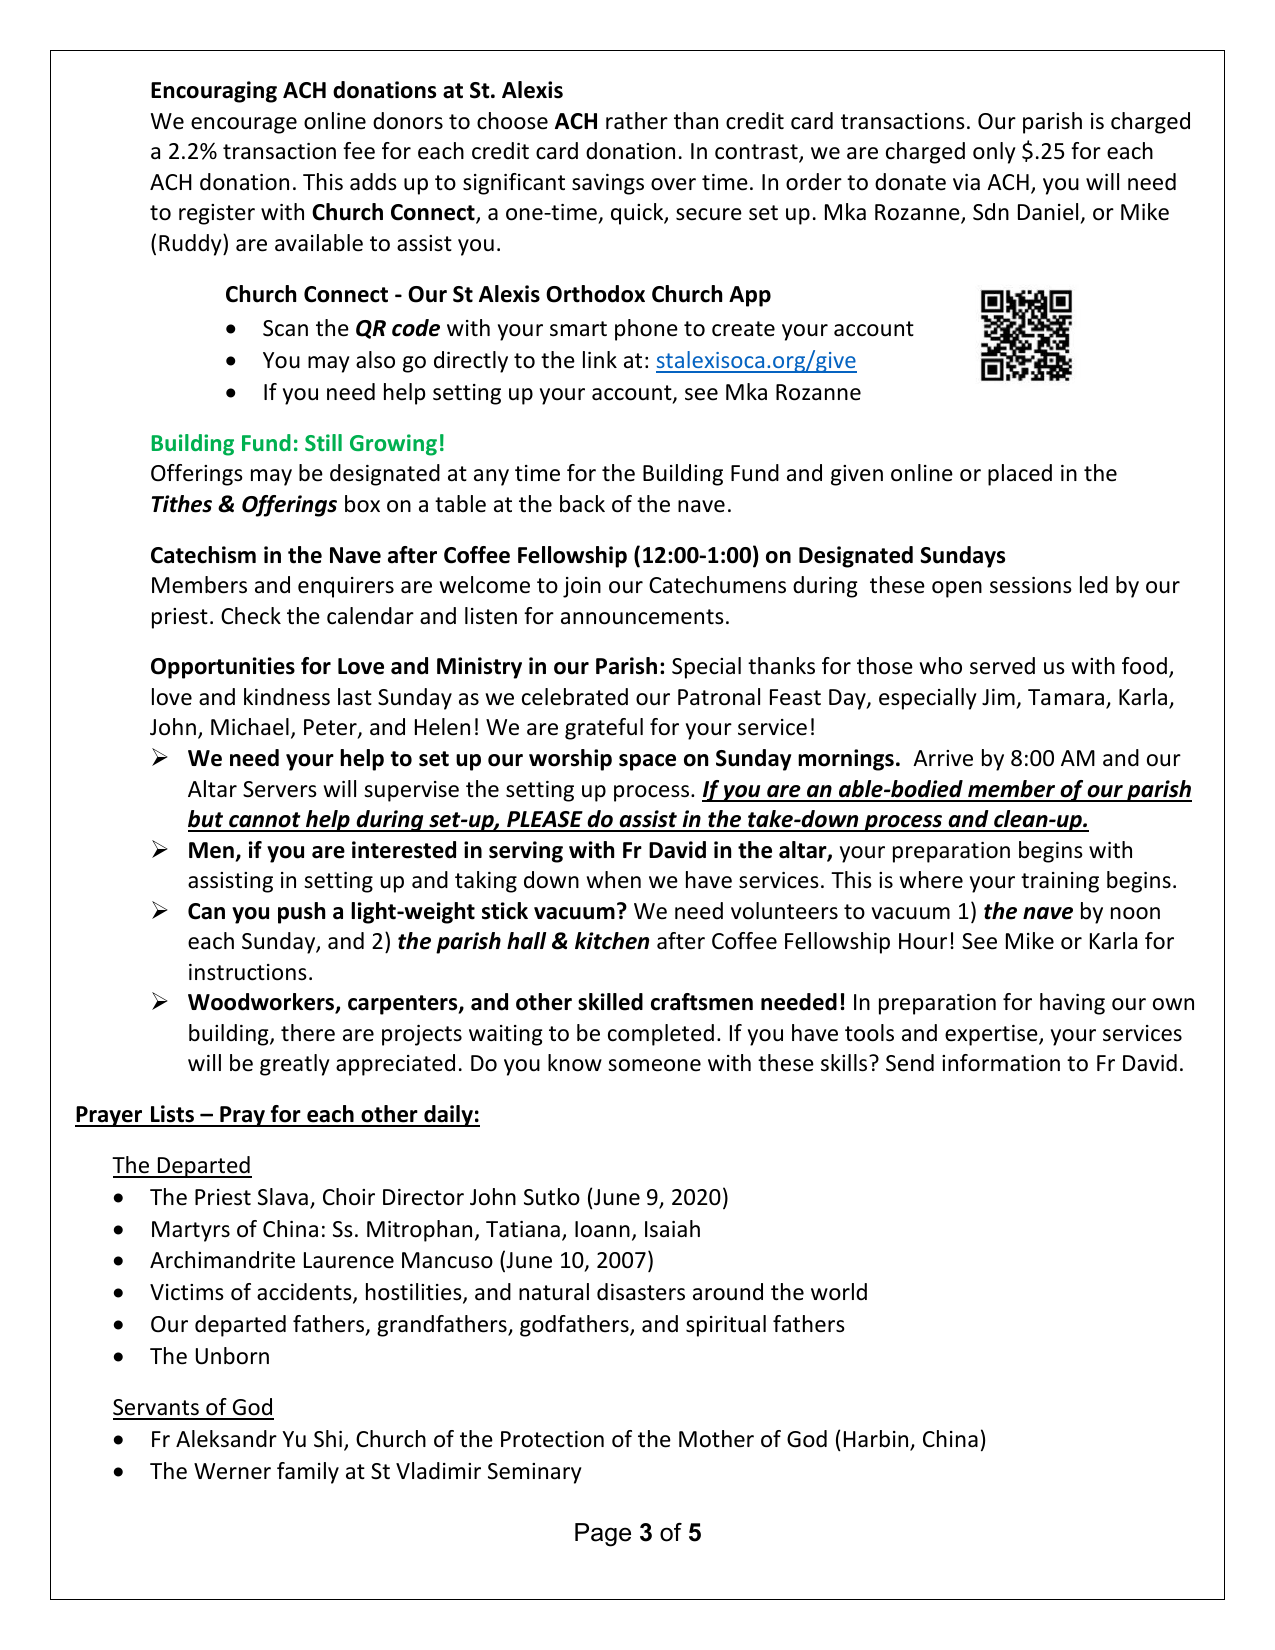 Encouraging ACH donations at St. Alexis
We encourage online donors to choose ACH rather than credit card transactions. Our parish is charged
a 2.2% transaction fee for each credit card donation. In contrast, we are charged only $.25 for each
ACH donation. This adds up to significant savings over time. In order to donate via ACH, you will need
to register with Church Connect, a one-time, quick, secure set up. Mka Rozanne, Sdn Daniel, or Mike
(Ruddy) are available to assist you.
Church Connect - Our St Alexis Orthodox Church App
• Scan the QR code with your smart phone to create your account
• You may also go directly to the link at: stalexisoca.org/give
• If you need help setting up your account, see Mka Rozanne
Building Fund: Still Growing!
Offerings may be designated at any time for the Building Fund and given online or placed in the
Tithes & Offerings box on a table at the back of the nave.
Catechism in the Nave after Coffee Fellowship (12:00-1:00) on Designated Sundays
Members and enquirers are welcome to join our Catechumens during  these open sessions led by our
priest. Check the calendar and listen for announcements.
Opportunities for Love and Ministry in our Parish: Special thanks for those who served us with food,
love and kindness last Sunday as we celebrated our Patronal Feast Day, especially Jim, Tamara, Karla,
John, Michael, Peter, and Helen! We are grateful for your service!
➢ We need your help to set up our worship space on Sunday mornings.  Arrive by 8:00 AM and our
Altar Servers will supervise the setting up process. If you are an able-bodied member of our parish
but cannot help during set-up, PLEASE do assist in the take-down process and clean-up.
➢ Men, if you are interested in serving with Fr David in the altar, your preparation begins with
assisting in setting up and taking down when we have services. This is where your training begins.
➢ Can you push a light-weight stick vacuum? We need volunteers to vacuum 1) the nave by noon
each Sunday, and 2) the parish hall & kitchen after Coffee Fellowship Hour! See Mike or Karla for
instructions.
➢ Woodworkers, carpenters, and other skilled craftsmen needed! In preparation for having our own
building, there are projects waiting to be completed. If you have tools and expertise, your services
will be greatly appreciated. Do you know someone with these skills? Send information to Fr David.
Prayer Lists – Pray for each other daily:
The Departed
• The Priest Slava, Choir Director John Sutko (June 9, 2020)
• Martyrs of China: Ss. Mitrophan, Tatiana, Ioann, Isaiah
• Archimandrite Laurence Mancuso (June 10, 2007)
• Victims of accidents, hostilities, and natural disasters around the world
• Our departed fathers, grandfathers, godfathers, and spiritual fathers
• The Unborn
Servants of God
• Fr Aleksandr Yu Shi, Church of the Protection of the Mother of God (Harbin, China)
• The Werner family at St Vladimir Seminary
Page 3 of 5